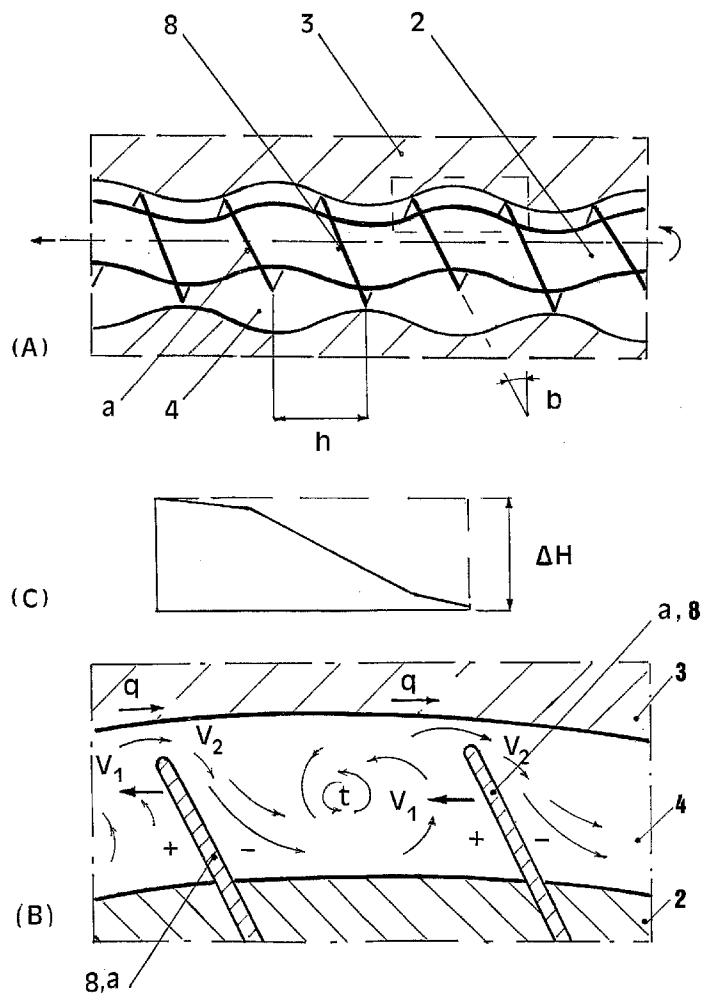 8 3 2
(A)
a 4 h b
(C) ΔH
a, 8
3
q q
V₂ V₂
V₁ t V₁
4
+ - + -
2
(B)
8,a